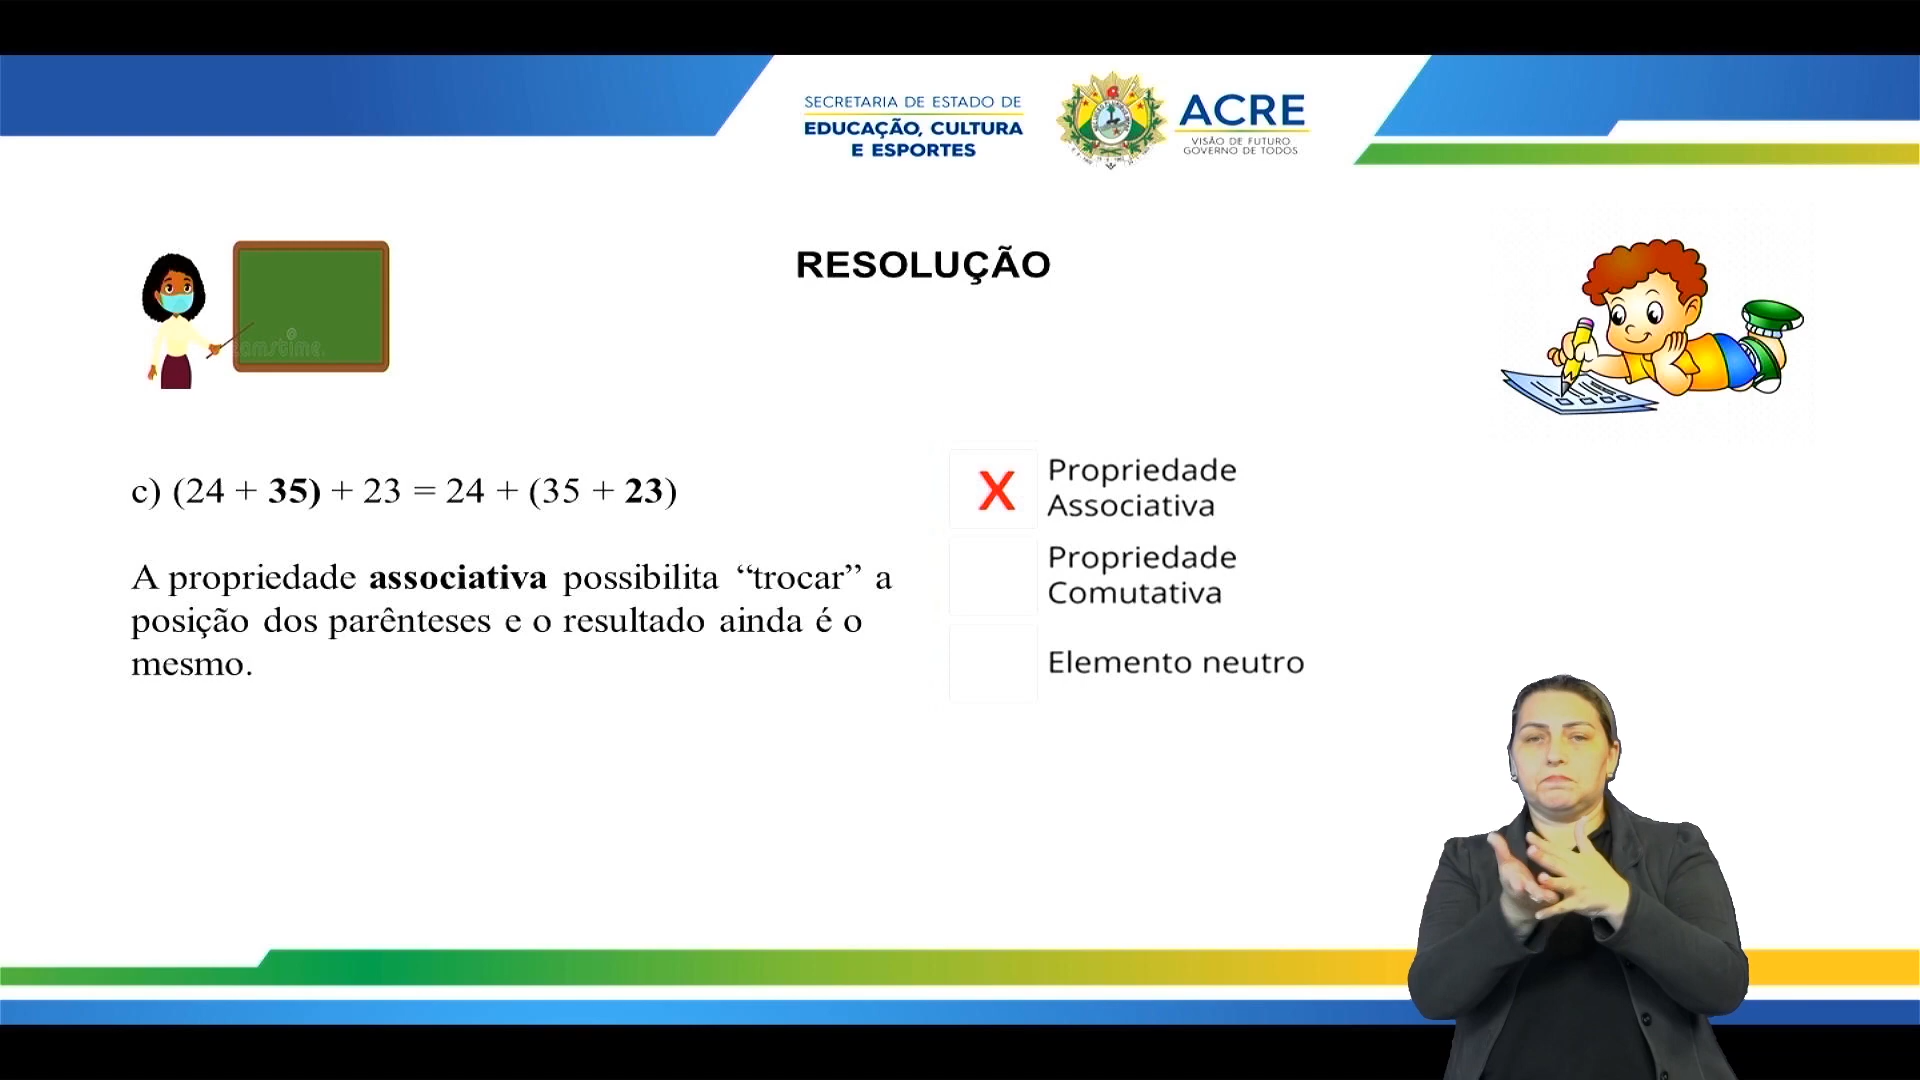 SECRETARIA DE ESTADO DE
EDUCAÇÃO, CULTURA
E ESPORTES
ACRE
VISÃO DE FUTURO
GOVERNO DE TODOS
RESOLUÇÃO
c) (24 + 35) + 23 = 24 + (35 + 23)
A propriedade associativa possibilita “trocar” a
posição dos parênteses e o resultado ainda é o
mesmo.
X
Propriedade
Associativa
Propriedade
Comutativa
Elemento neutro